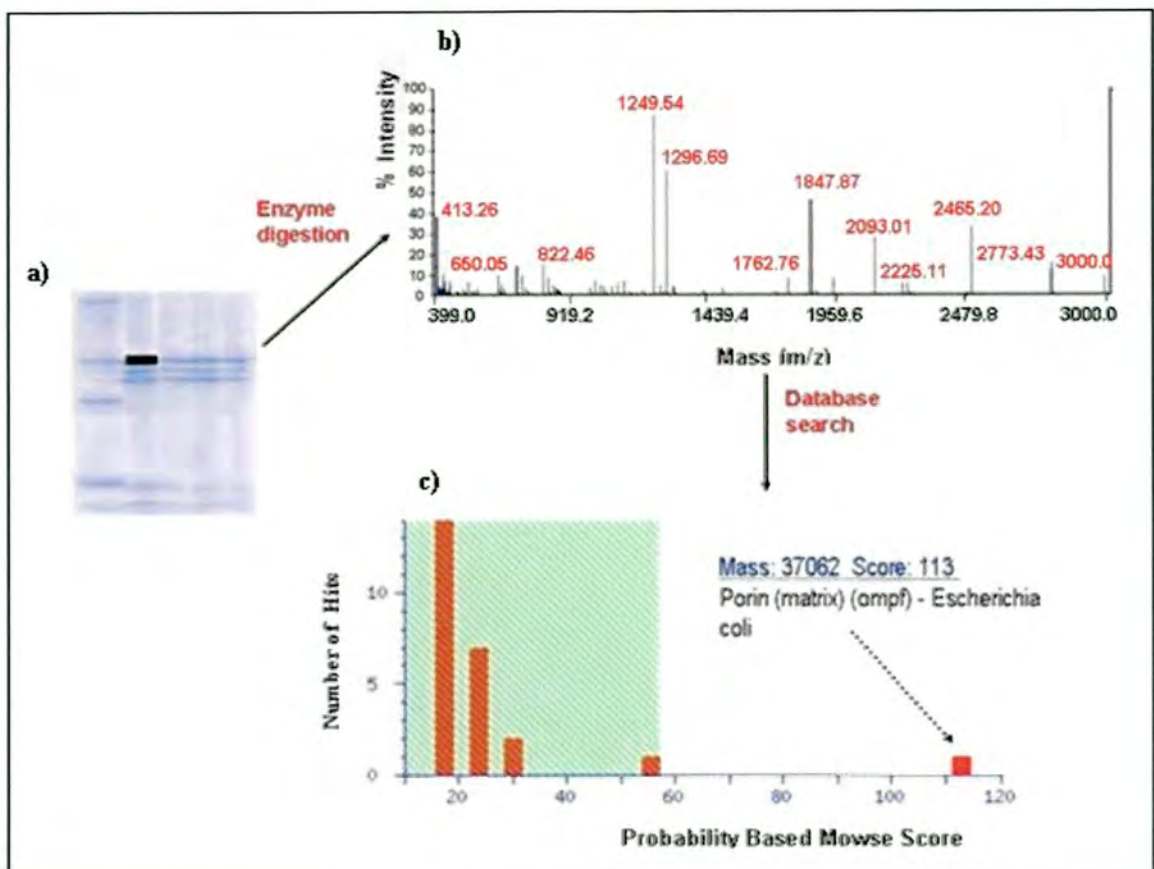 a)
Enzyme
digestion
b)
% Intensity
100
90
80
70
60
50
40
30
20
10
0
413.26
650.05
822.46
1249.54
1296.69
1762.76
1847.87
2093.01
2225.11
2465.20
2773.43
3000.0
399.0
919.2
1439.4
1959.6
2479.8
3000.0
Mass (m/z)
Database
search
c)
Number of Hits
10
5
0
20
40
60
80
100
120
Probability Based Mowse Score
Mass: 37062 Score: 113
Porin (matrix) (ompf) - Escherichia
coli